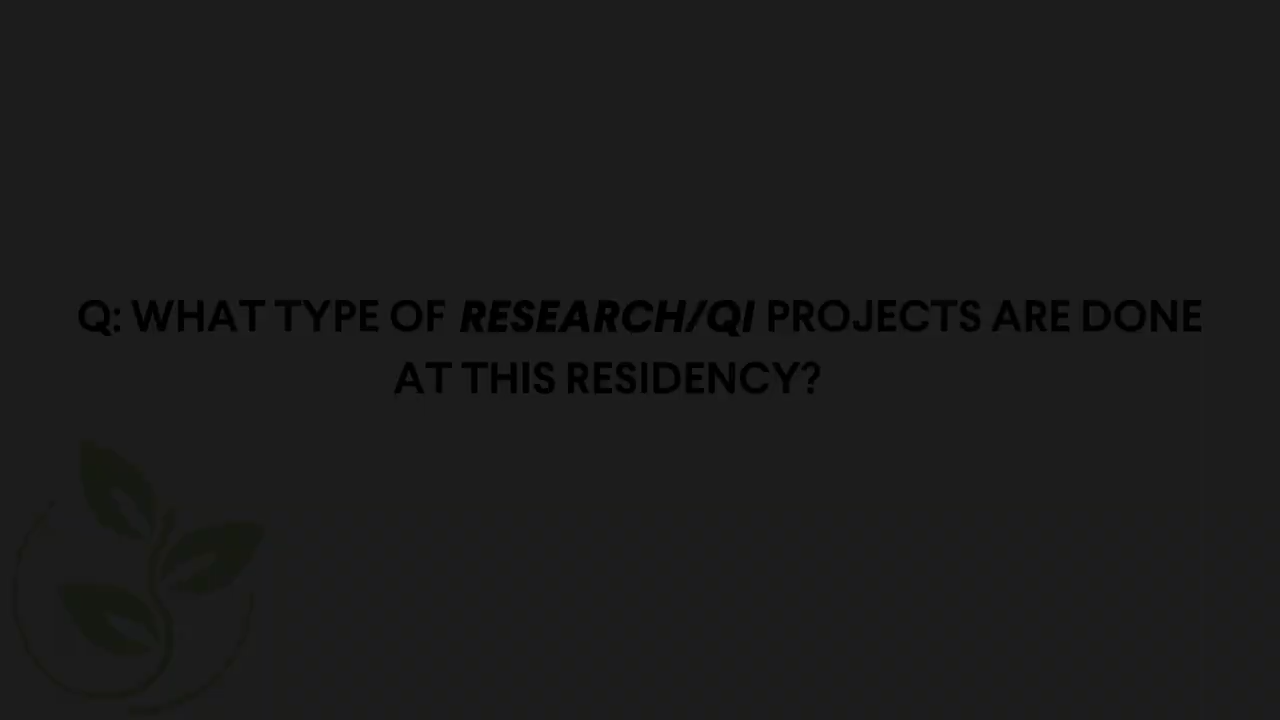 Q: WHAT TYPE OF RESEARCH/QI PROJECTS ARE DONE
AT THIS RESIDENCY?